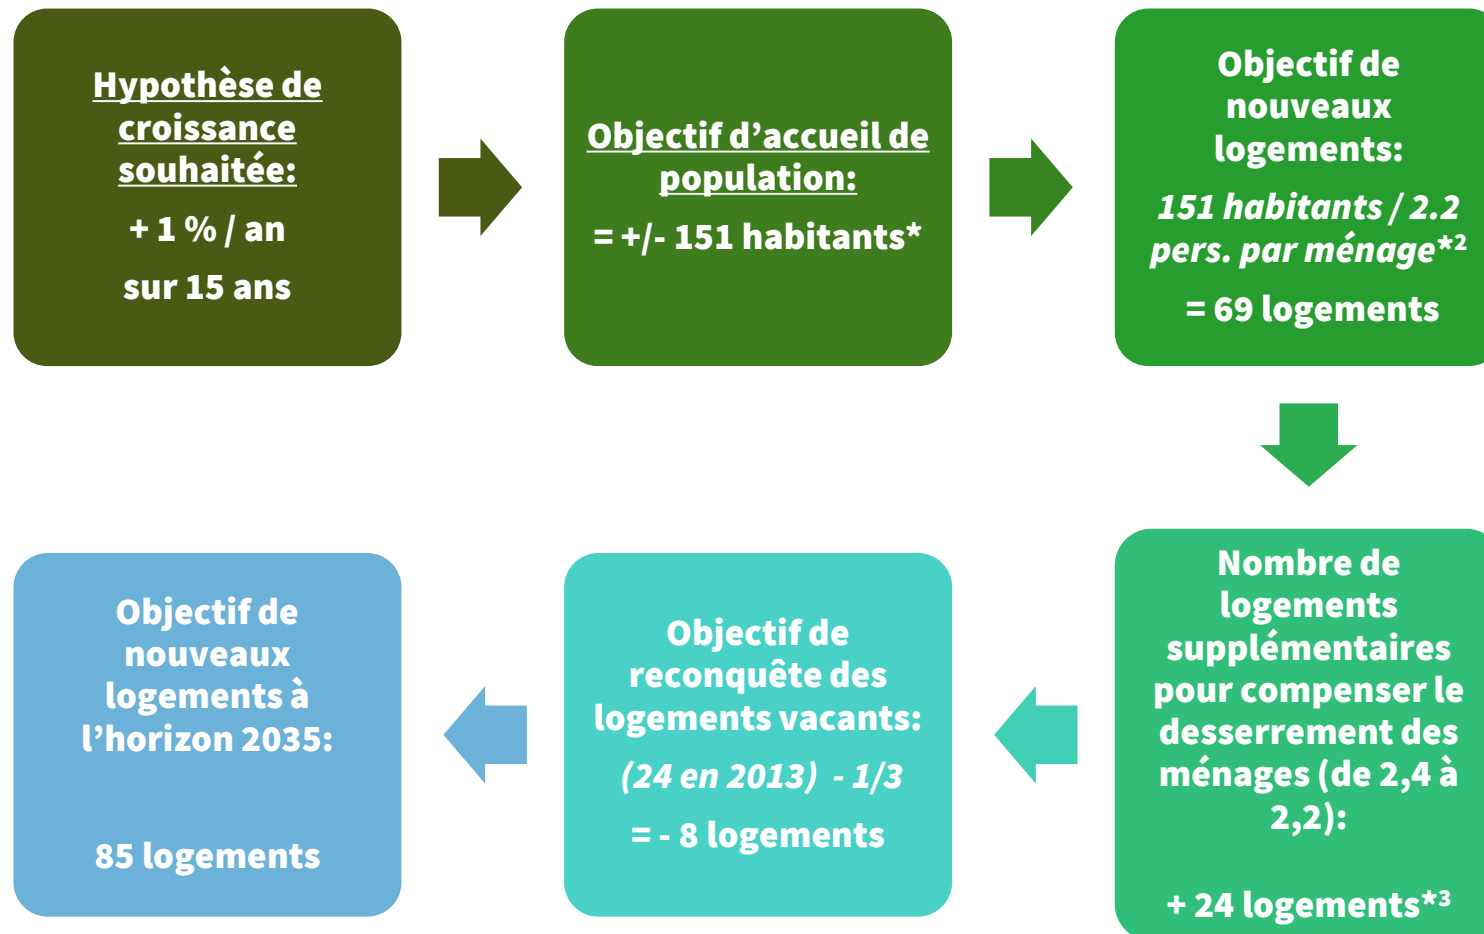 Hypothèse de
croissance
souhaitée:
+ 1 % / an
sur 15 ans
Objectif d’accueil de
population:
= +/- 151 habitants*
Objectif de
nouveaux
logements:
151 habitants / 2.2
pers. par ménage*²
= 69 logements
Nombre de
logements
supplémentaires
pour compenser le
desserrement des
ménages (de 2,4 à
2,2):
+ 24 logements*³
Objectif de
reconquête des
logements vacants:
(24 en 2013) - 1/3
= - 8 logements
Objectif de
nouveaux
logements à
l’horizon 2035:
85 logements